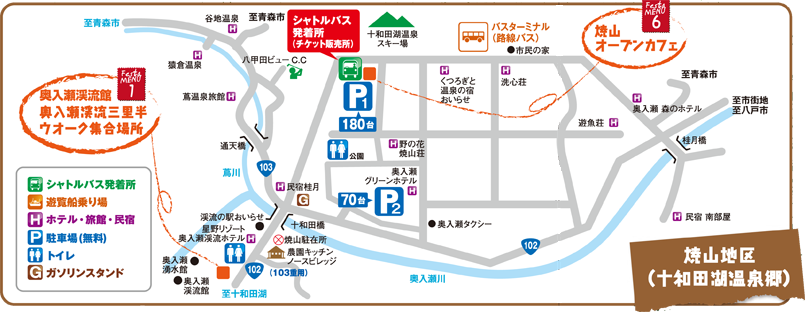 至青森市
谷地温泉
至青森市
猿倉温泉
八甲田ビューC.C
シャトルバス
発着所
(チケット販売所)
十和田湖温泉
スキー場
バスターミナル
(路線バス)
●市民の家
Festa
MENU
6
焼山
オープンカフェ
Festa
MENU
1
奥入瀬渓流館
奥入瀬渓流三里半
ウオーク集合場所
蔦温泉旅館
P1
180台
くつろぎと
温泉の宿
おいらせ
洗心荘
至青森市
奥入瀬 森のホテル
至市街地
至八戸市
遊魚荘
桂月橋
通天橋
103
蔦川
公園
野の花
焼山荘
奥入瀬
グリーンホテル
70台
P2
民宿桂月
G
渓流の駅おいらせ
星野リゾート
奥入瀬渓流ホテル
十和田橋
焼山駐在所
農園キッチン
ノースビレッジ
(103重用)
●奥入瀬タクシー
102
民宿 南部屋
奥入瀬
湧水館
●奥入瀬
渓流館
102
至十和田湖
奥入瀬川
シャトルバス発着所
遊覧船乗り場
H ホテル・旅館・民宿
P 駐車場(無料)
トイレ
G ガソリンスタンド
焼山地区
(十和田湖温泉郷)